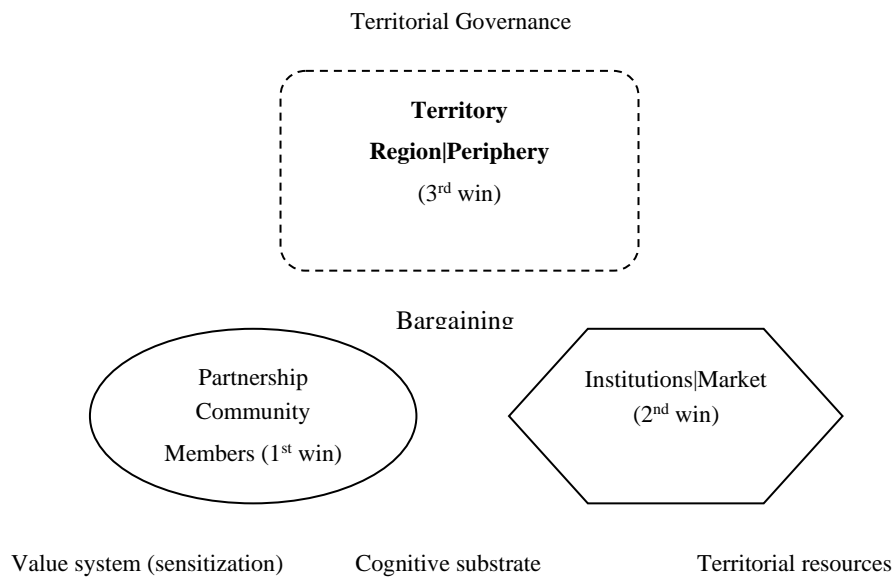 Territorial Governance
Territory
Region|Periphery
(3rd win)
Bargaining
Partnership
Community
Members (1st win)
Institutions|Market
(2nd win)
Value system (sensitization) Cognitive substrate Territorial resources